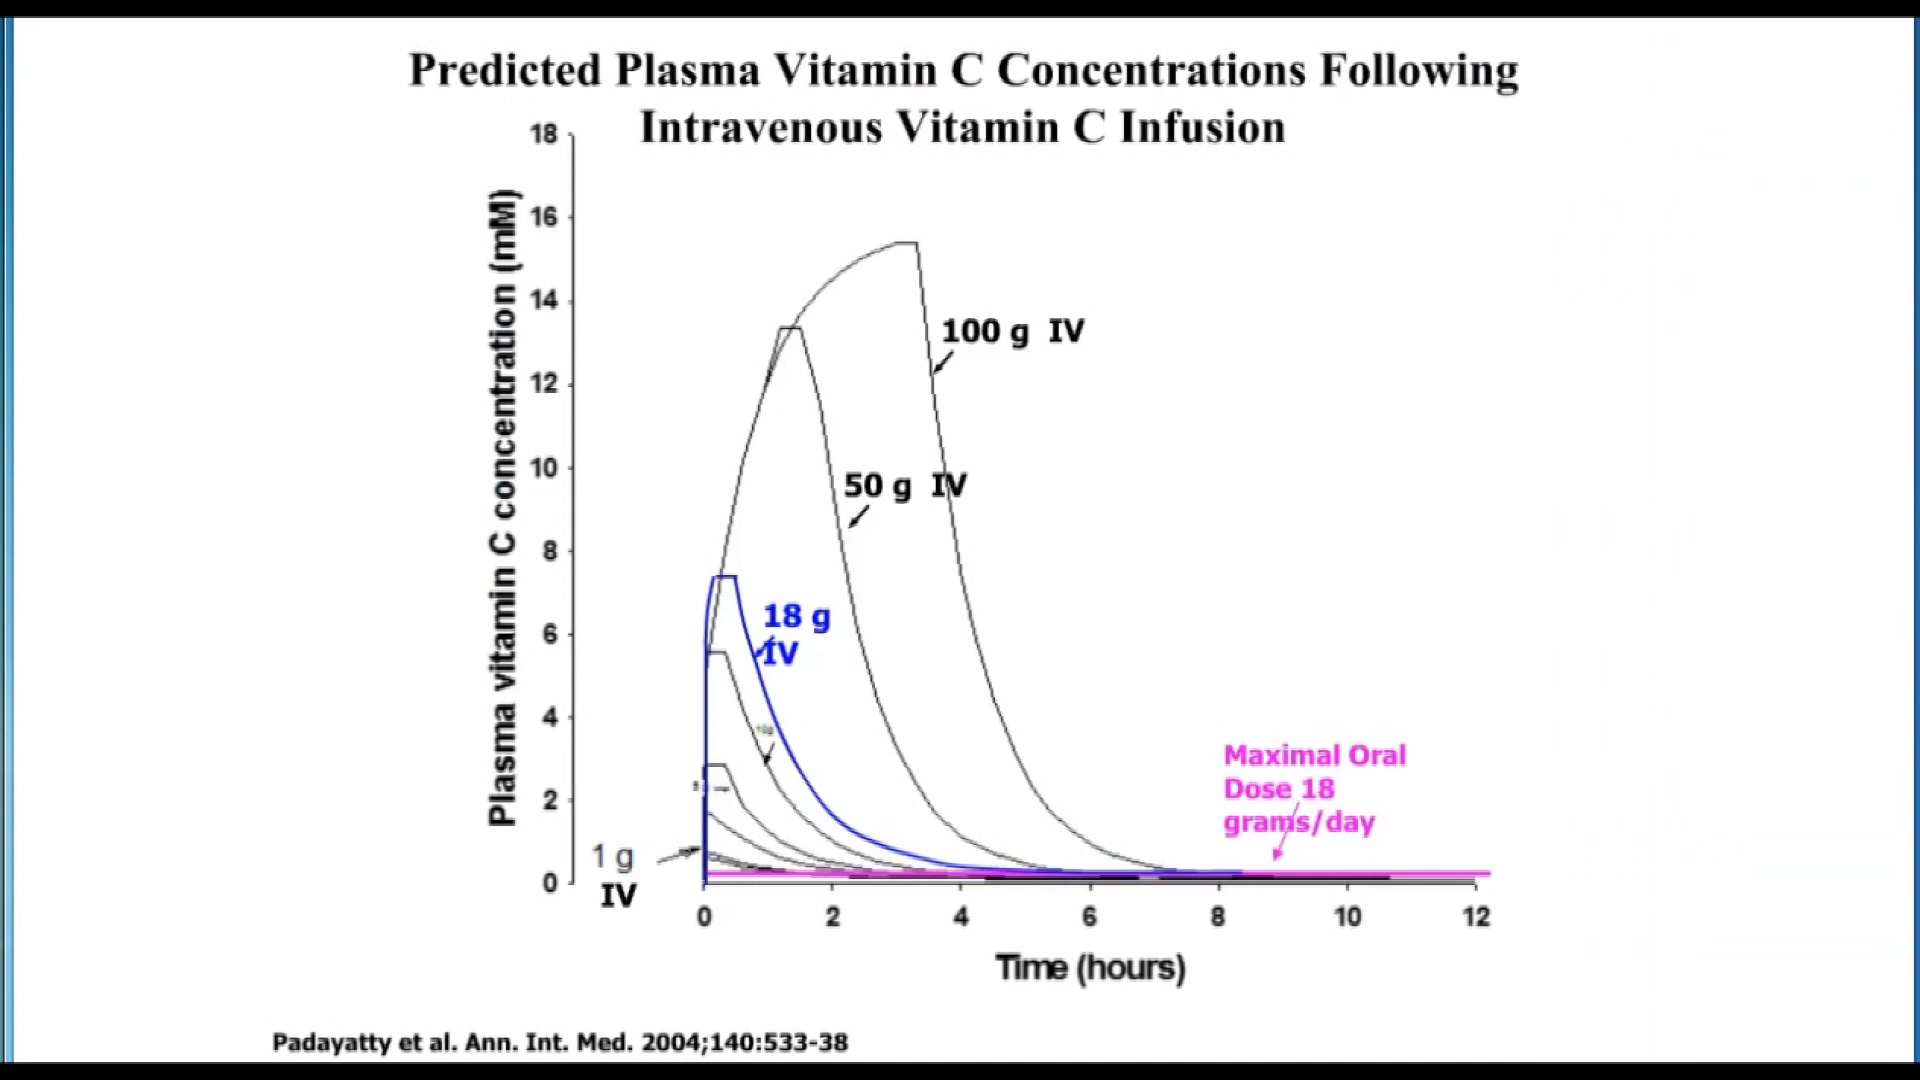 Predicted Plasma Vitamin C Concentrations Following
Intravenous Vitamin C Infusion
Plasma vitamin C concentration (mM)
18
16
14
12
10
8
6
4
2
0
100 g IV
50 g IV
18 g
IV
10g
1 g
IV
Maximal Oral
Dose 18
grams/day
0 2 4 6 8 10 12
Time (hours)
Padayatty et al. Ann. Int. Med. 2004;140:533-38